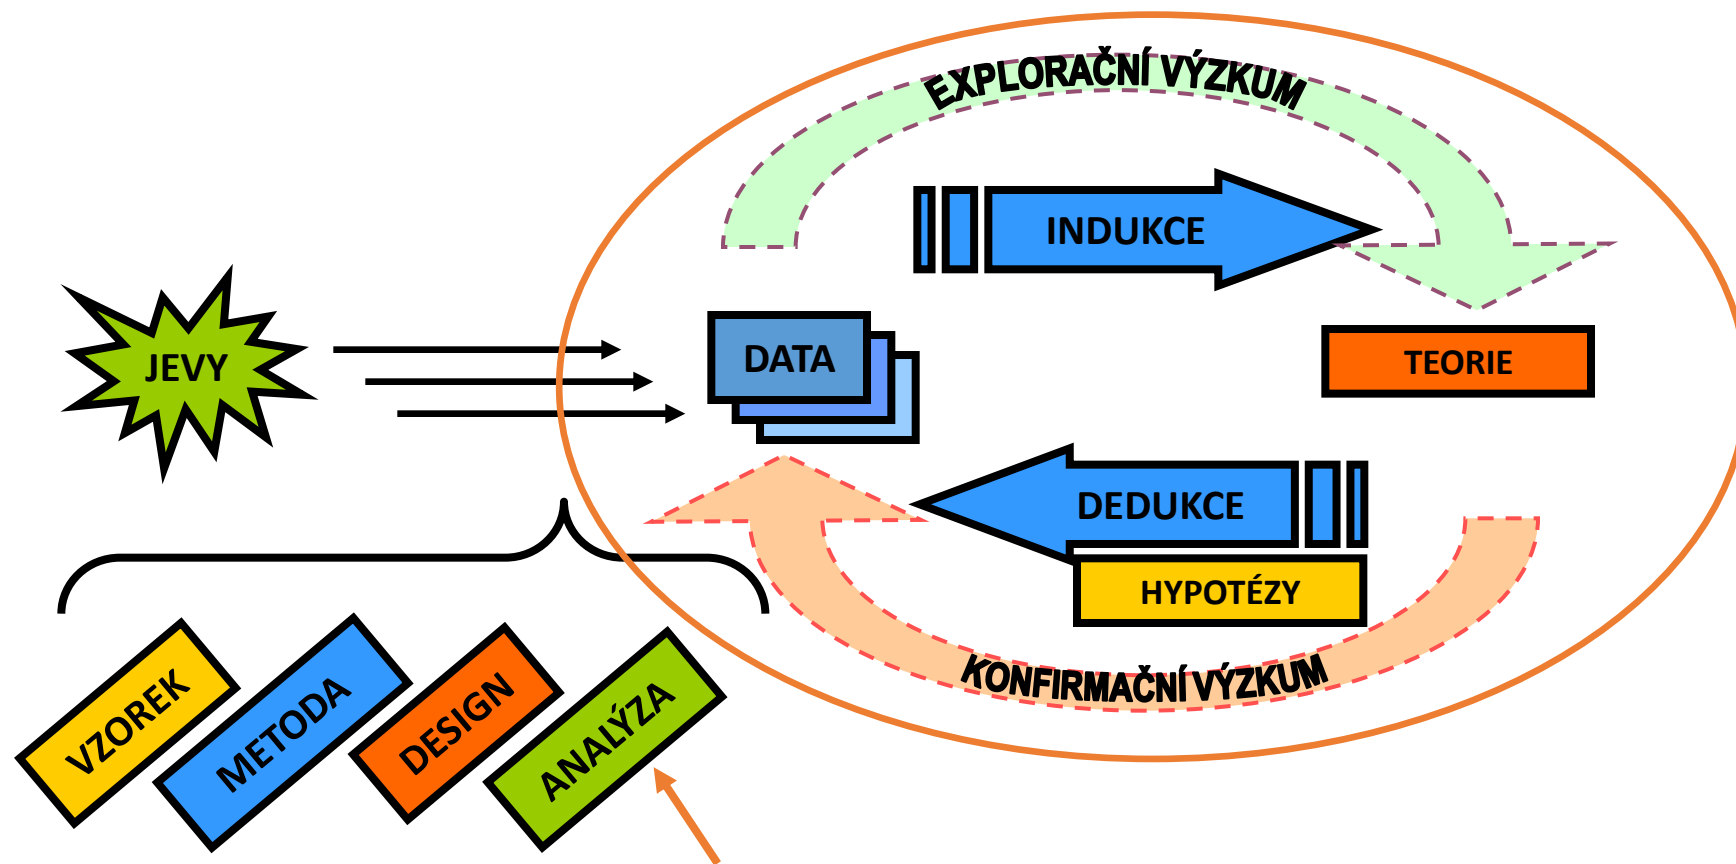 EXPLORAČNÍ VÝZKUM
INDUKCE
JEVY
DATA
TEORIE
DEDUKCE
HYPOTÉZY
KONFIRMAČNÍ VÝZKUM
VZOREK
METODA
DESIGN
ANALÝZA